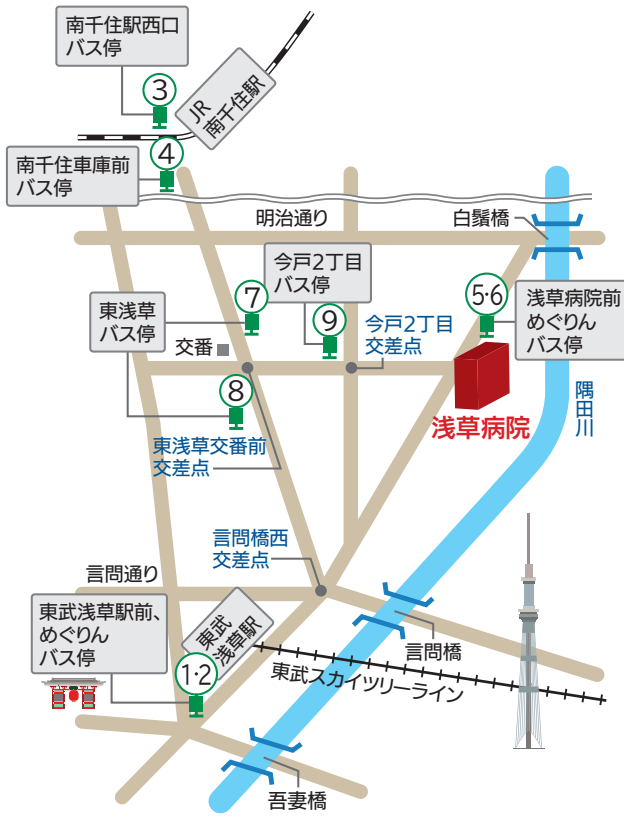 南千住駅西口
バス停
③
JR
南千住駅
④
南千住車庫前
バス停
明治通り
白鬚橋
今戸2丁目
バス停
⑦
⑨
5·6
浅草病院前
めぐりん
バス停
東浅草
バス停
今戸2丁目
交差点
交番
⑧
浅草病院
隅田川
東浅草交番前
交差点
言問橋西
交差点
言問通り
東武浅草駅前、
めぐりん
バス停
東武
浅草駅
1·2
言問橋
東武スカイツリーライン
吾妻橋